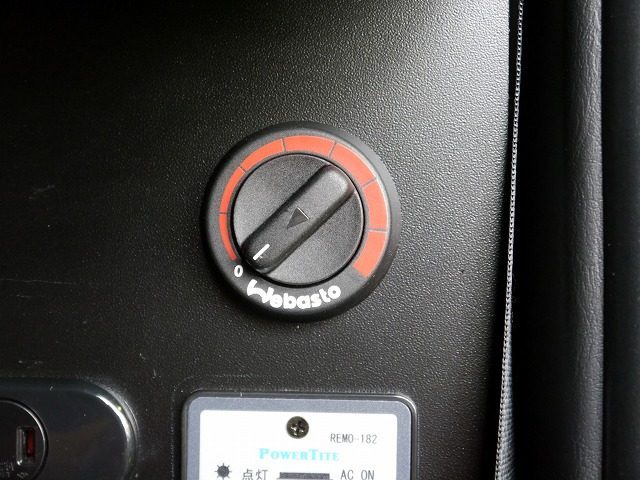 0
Webasto
REMO-182
POWERTITE
点灯 AC ON